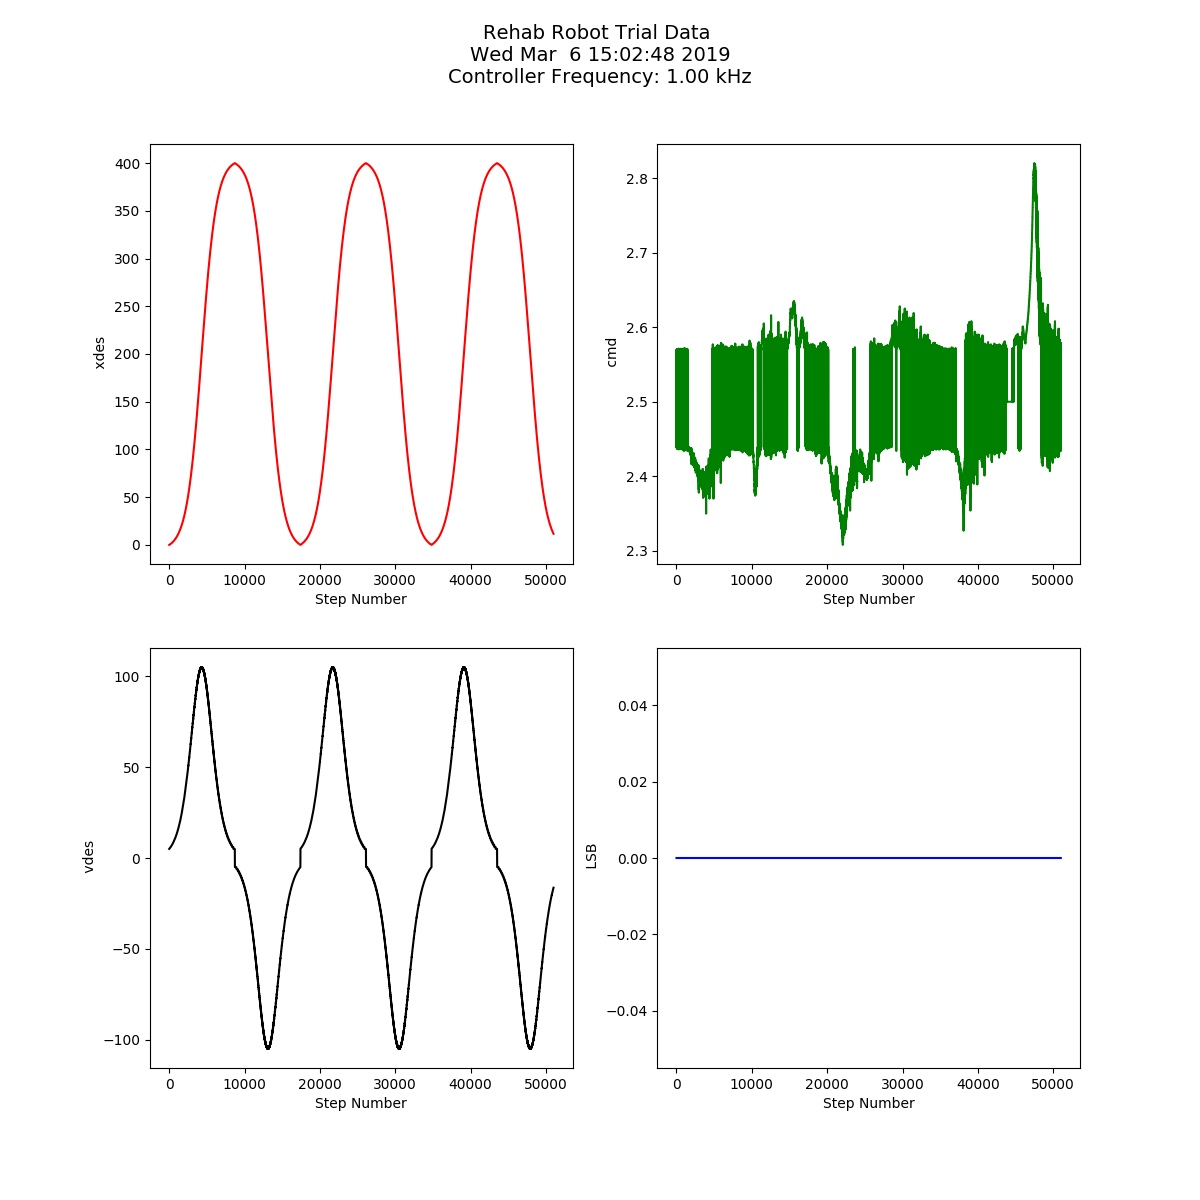 Rehab Robot Trial Data
Wed Mar  6 15:02:48 2019
Controller Frequency: 1.00 kHz
xdes
400
350
300
250
200
150
100
50
0
0 10000 20000 30000 40000 50000
Step Number
cmd
2.8
2.7
2.6
2.5
2.4
2.3
0 10000 20000 30000 40000 50000
Step Number
vdes
100
50
0
−50
−100
0 10000 20000 30000 40000 50000
Step Number
LSB
0.04
0.02
0.00
−0.02
−0.04
0 10000 20000 30000 40000 50000
Step Number